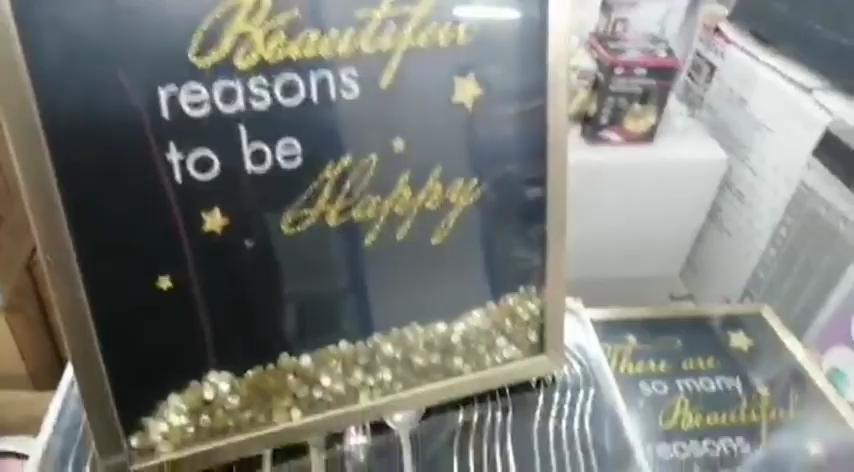 Beautiful
reasons
to be
Happy
There are
so many
Beautiful
reasons